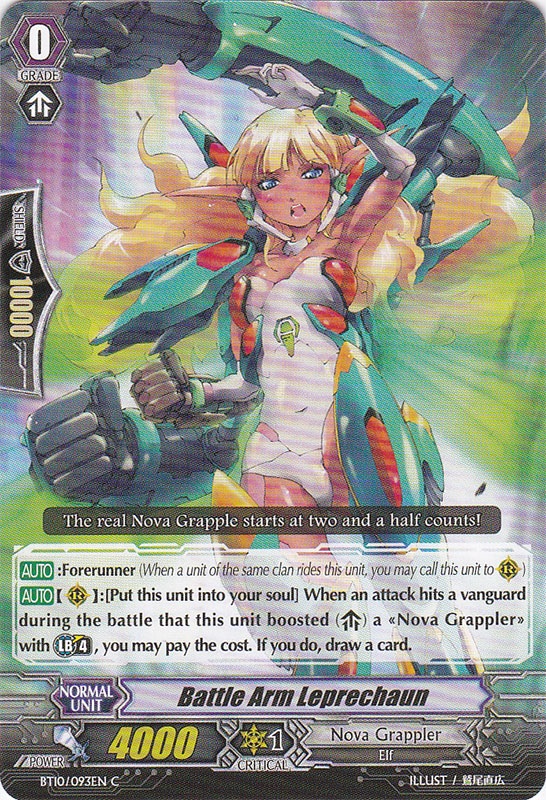 0
GRADE
SHIELD
10000
The real Nova Grapple starts at two and a half counts!
AUTO :Forerunner (When a unit of the same clan rides this unit, you may call this unit to R)
AUTO【 R 】:[Put this unit into your soul] When an attack hits a vanguard
during the battle that this unit boosted ( ) a «Nova Grappler»
with LB 4, you may pay the cost. If you do, draw a card.
NORMAL
UNIT
Battle Arm Leprechaun
POWER
4000
1
CRITICAL
Nova Grappler
Elf
BT10/093EN C
ILLUST / 鷲尾直広